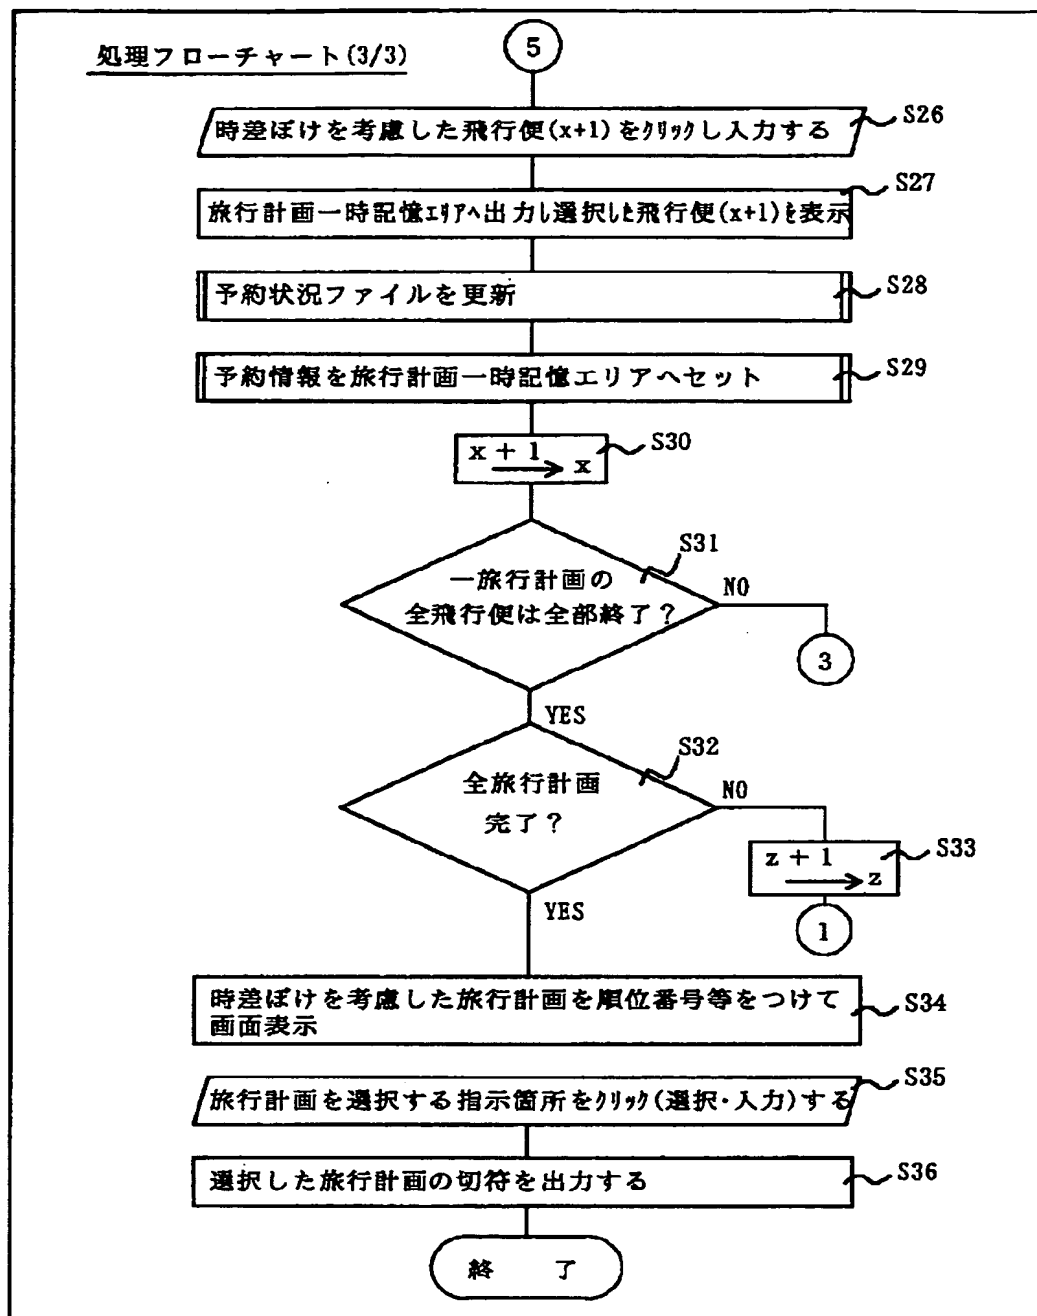 処理フローチャート(3/3)
5
時差ぼけを考慮した飛行便(x+1)をクリックし入力する
S26
旅行計画一時記憶エリアへ出力し選択した飛行便(x+1)を表示
S27
予約状況ファイルを更新
S28
予約情報を旅行計画一時記憶エリアへセット
S29
x + 1
x
S30
一旅行計画の
全飛行便は全部終了?
S31
NO
3
YES
全旅行計画
完了?
S32
NO
z + 1
z
S33
1
YES
時差ぼけを考慮した旅行計画を順位番号等をつけて
画面表示
S34
旅行計画を選択する指示箇所をクリック(選択・入力)する
S35
選択した旅行計画の切符を出力する
S36
終 了